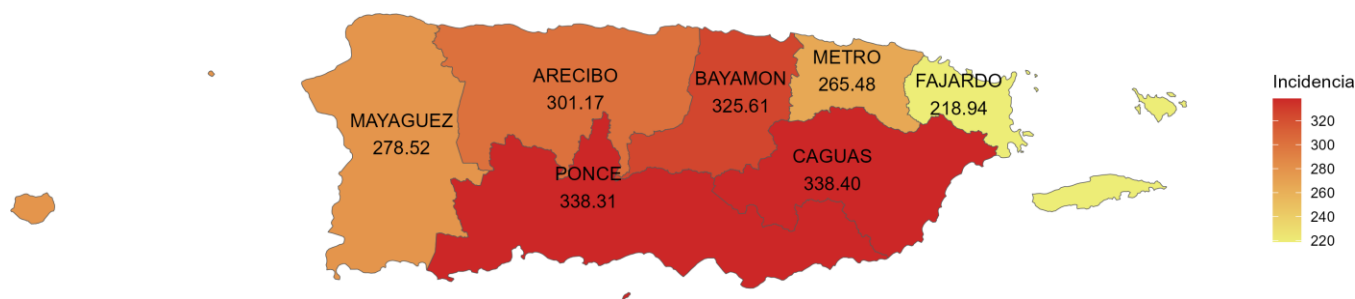 METRO
265.48
ARECIBO
301.17
BAYAMON
325.61
FAJARDO
218.94
MAYAGUEZ
278.52
CAGUAS
338.40
PONCE
338.31
Incidencia
320
300
280
260
240
220